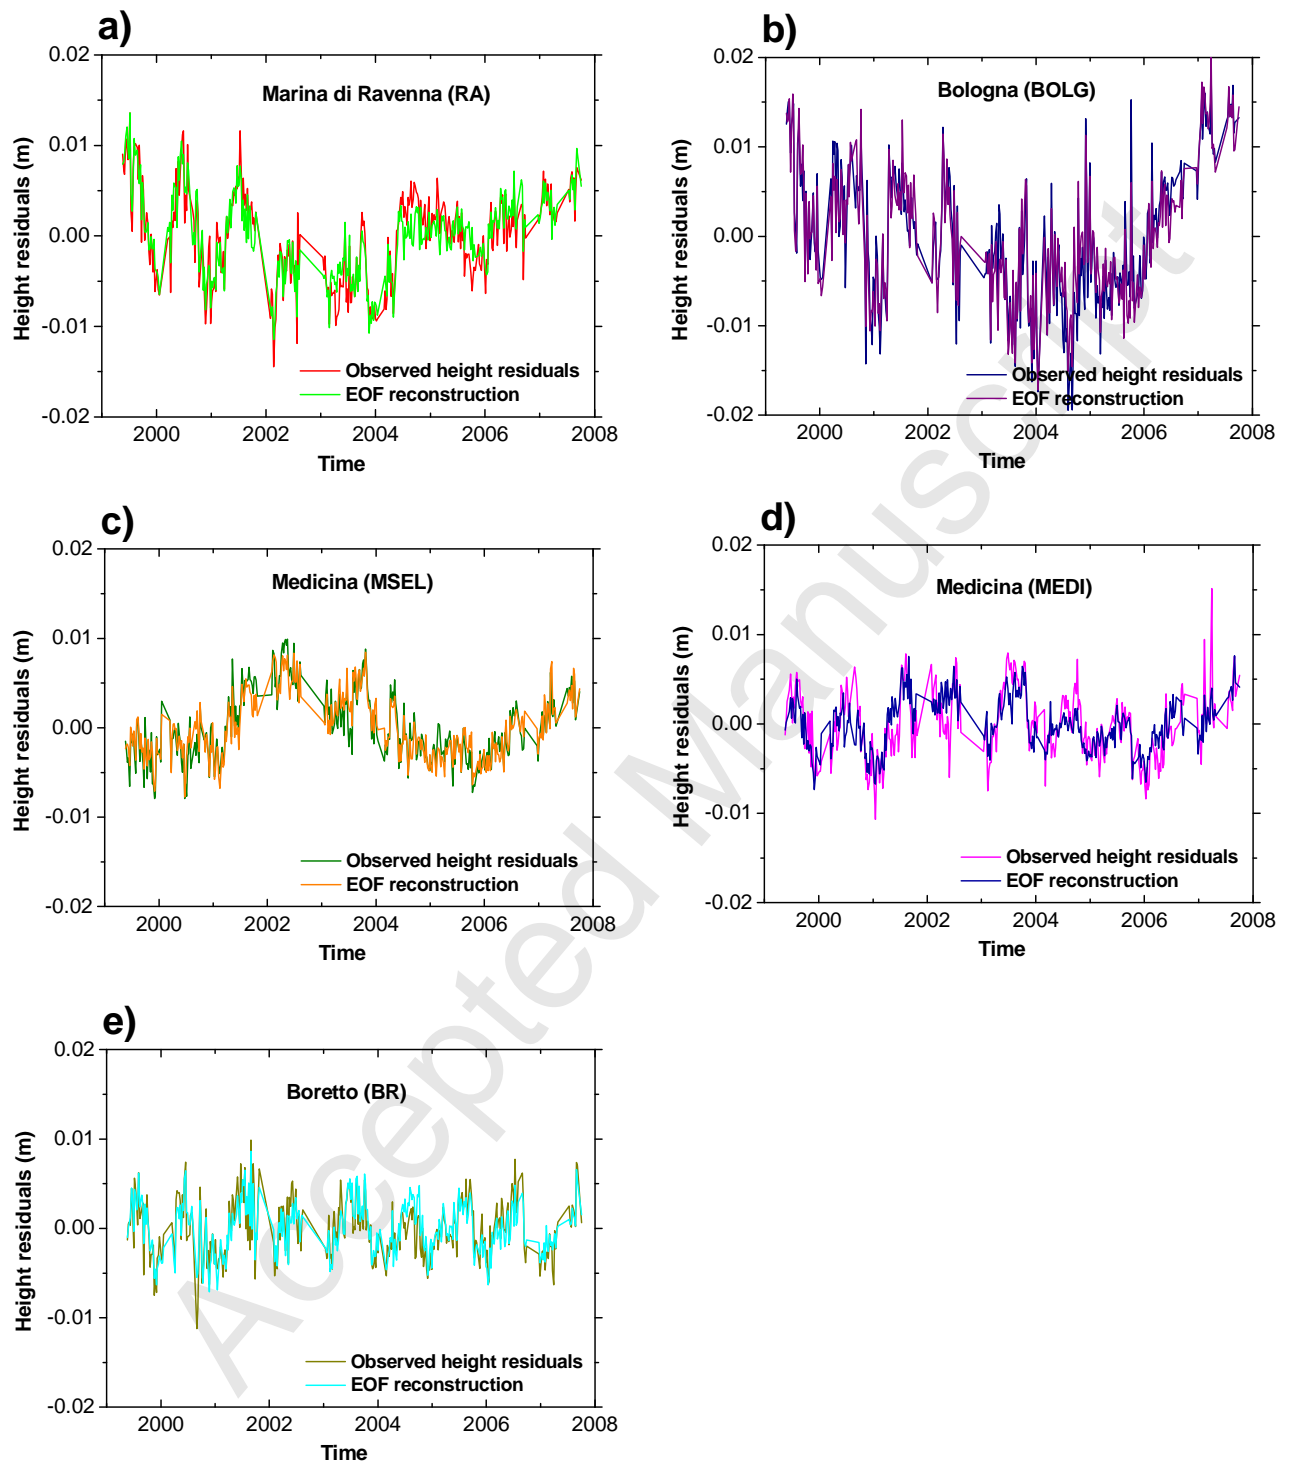 a)
Marina di Ravenna (RA)
Height residuals (m)
0.02
0.01
0.00
-0.01
-0.02
Observed height residuals
EOF reconstruction
2000 2002 2004 2006 2008
Time
b)
Bologna (BOLG)
Height residuals (m)
0.02
0.01
0.00
-0.01
-0.02
Observed height residuals
EOF reconstruction
2000 2002 2004 2006 2008
Time
c)
Medicina (MSEL)
Height residuals (m)
0.02
0.01
0.00
-0.01
-0.02
Observed height residuals
EOF reconstruction
2000 2002 2004 2006 2008
Time
d)
Medicina (MEDI)
Height residuals (m)
0.02
0.01
0.00
-0.01
-0.02
Observed height residuals
EOF reconstruction
2000 2002 2004 2006 2008
Time
e)
Boretto (BR)
Height residuals (m)
0.02
0.01
0.00
-0.01
-0.02
Observed height residuals
EOF reconstruction
2000 2002 2004 2006 2008
Time
Accepted Manuscript